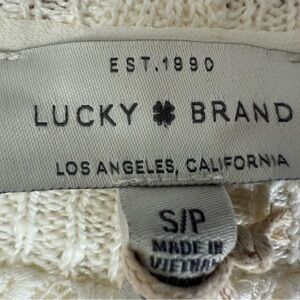 EST.1990
LUCKY BRAND
LOS ANGELES, CALIFORNIA
S/P
MADE IN
VIETNAM